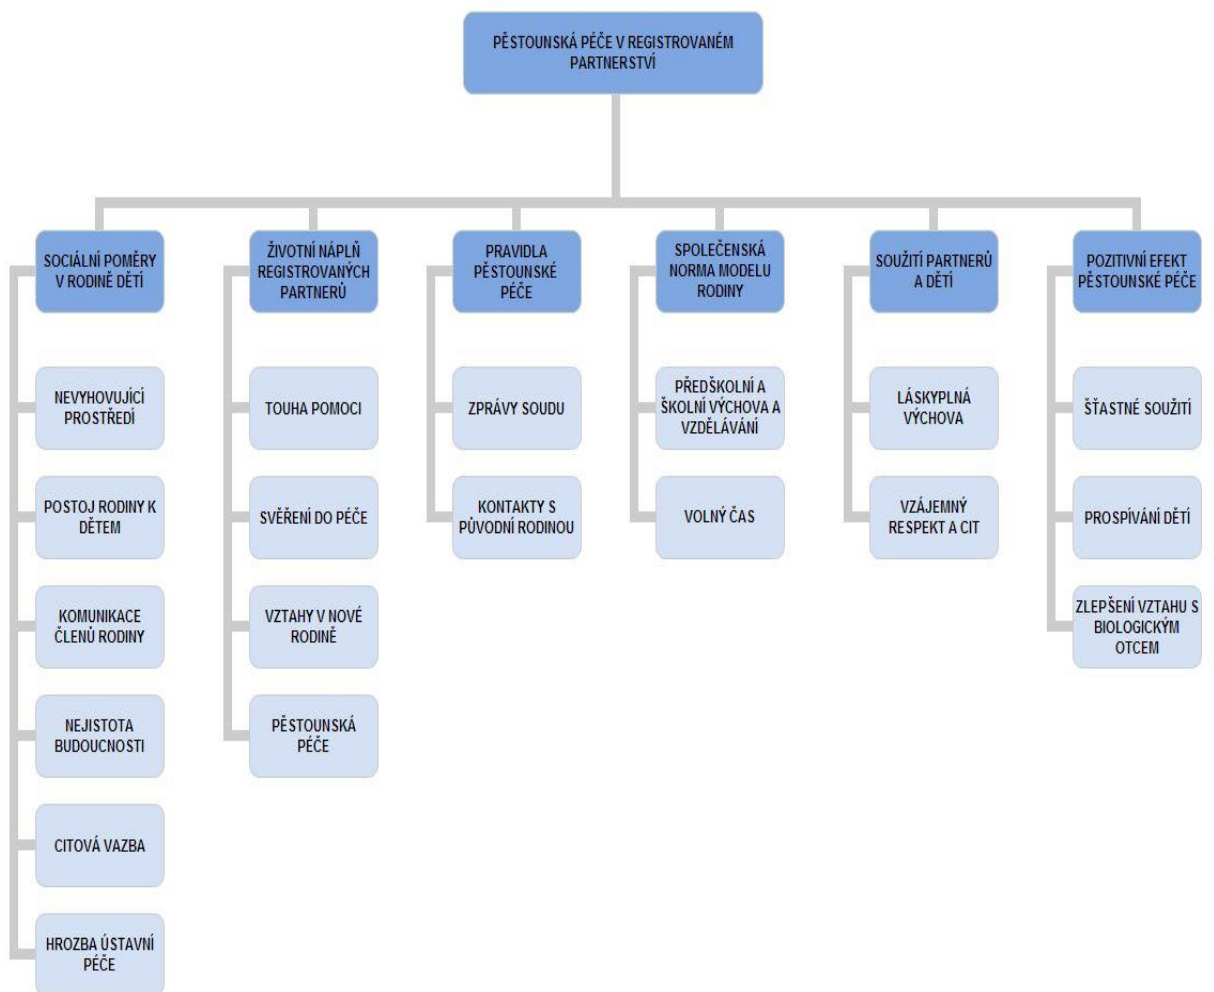 PĚSTOUNSKÁ PÉČE V REGISTROVANÉM
PARTNERSTVÍ
SOCIÁLNÍ POMĚRY
V RODINĚ DĚTÍ
NEVYHOVUJÍCÍ
PROSTŘEDÍ
POSTOJ RODINY K
DĚTEM
KOMUNIKACE
ČLENŮ RODINY
NEJISTOTA
BUDOUCNOSTI
CITOVÁ VAZBA
HROZBA ÚSTAVNÍ
PÉČE
ŽIVOTNÍ NÁPLŇ
REGISTROVANÝCH
PARTNERŮ
TOUHA POMOCI
SVĚŘENÍ DO PÉČE
VZTAHY V NOVÉ
RODINĚ
PĚSTOUNSKÁ
PÉČE
PRAVIDLA
PĚSTOUNSKÉ
PÉČE
ZPRÁVY SOUDU
KONTAKTY S
PŮVODNÍ RODINOU
SPOLEČENSKÁ
NORMA MODELU
RODINY
PŘEDŠKOLNÍ A
ŠKOLNÍ VÝCHOVA A
VZDĚLÁVÁNÍ
VOLNÝ ČAS
SOUŽITÍ PARTNERŮ
A DĚTÍ
LÁSKYPLNÁ
VÝCHOVA
VZÁJEMNÝ
RESPEKT A CIT
POZITIVNÍ EFEKT
PĚSTOUNSKÉ PÉČE
ŠŤASTNÉ SOUŽITÍ
PROSPÍVÁNÍ DĚTÍ
ZLEPŠENÍ VZTAHU S
BIOLOGICKÝM
OTCEM